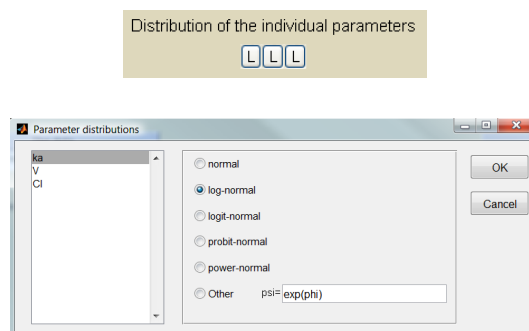 Distribution of the individual parameters
L L L
Parameter distributions
ka
V
Cl
normal
log-normal
logit-normal
probit-normal
power-normal
Other psi= exp(phi)
OK
Cancel